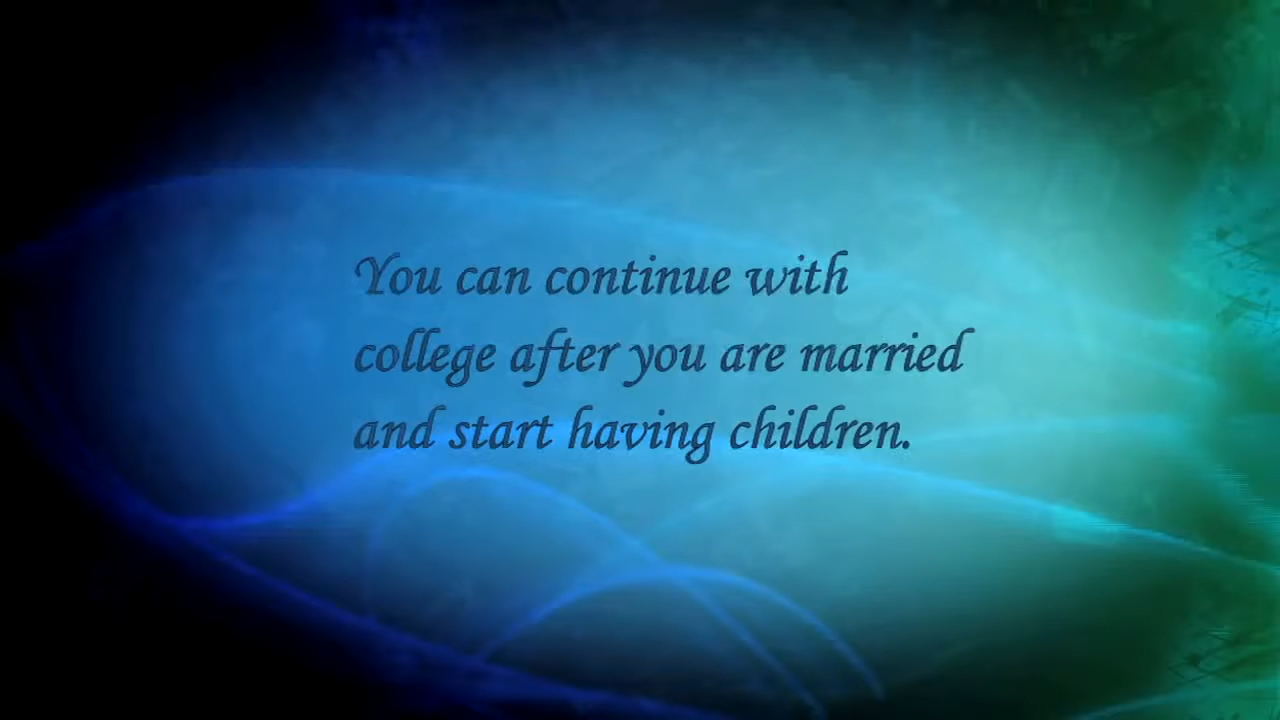 You can continue with
college after you are married
and start having children.